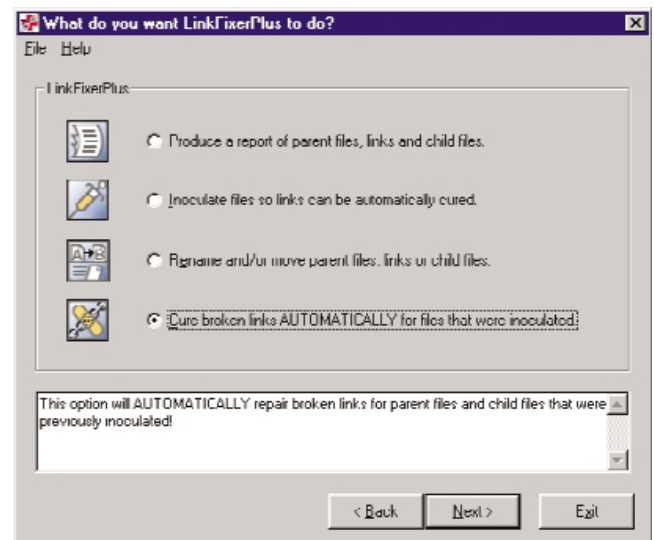 What do you want LinkFixerPlus to do?
File Help
LinkFixerPlus
Produce a report of parent files, links and child files.
Inoculate files so links can be automatically cured.
Rename and/or move parent files, links or child files.
Cure broken links AUTOMATICALLY for files that were inoculated.
This option will AUTOMATICALLY repair broken links for parent files and child files that were
previously inoculated!
< Back Next > Exit